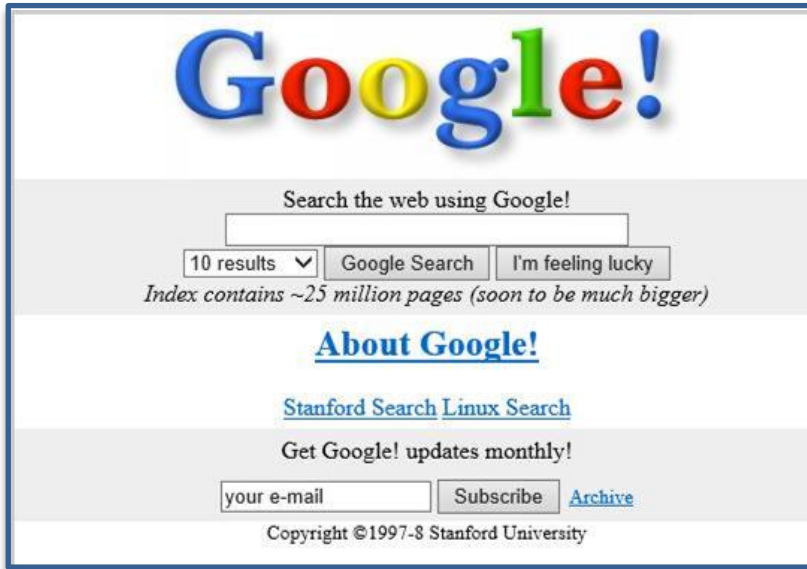 Google!
Search the web using Google!
10 results Google Search I'm feeling lucky
Index contains ~25 million pages (soon to be much bigger)
About Google!
Stanford Search Linux Search
Get Google! updates monthly!
your e-mail Subscribe Archive
Copyright ©1997-8 Stanford University